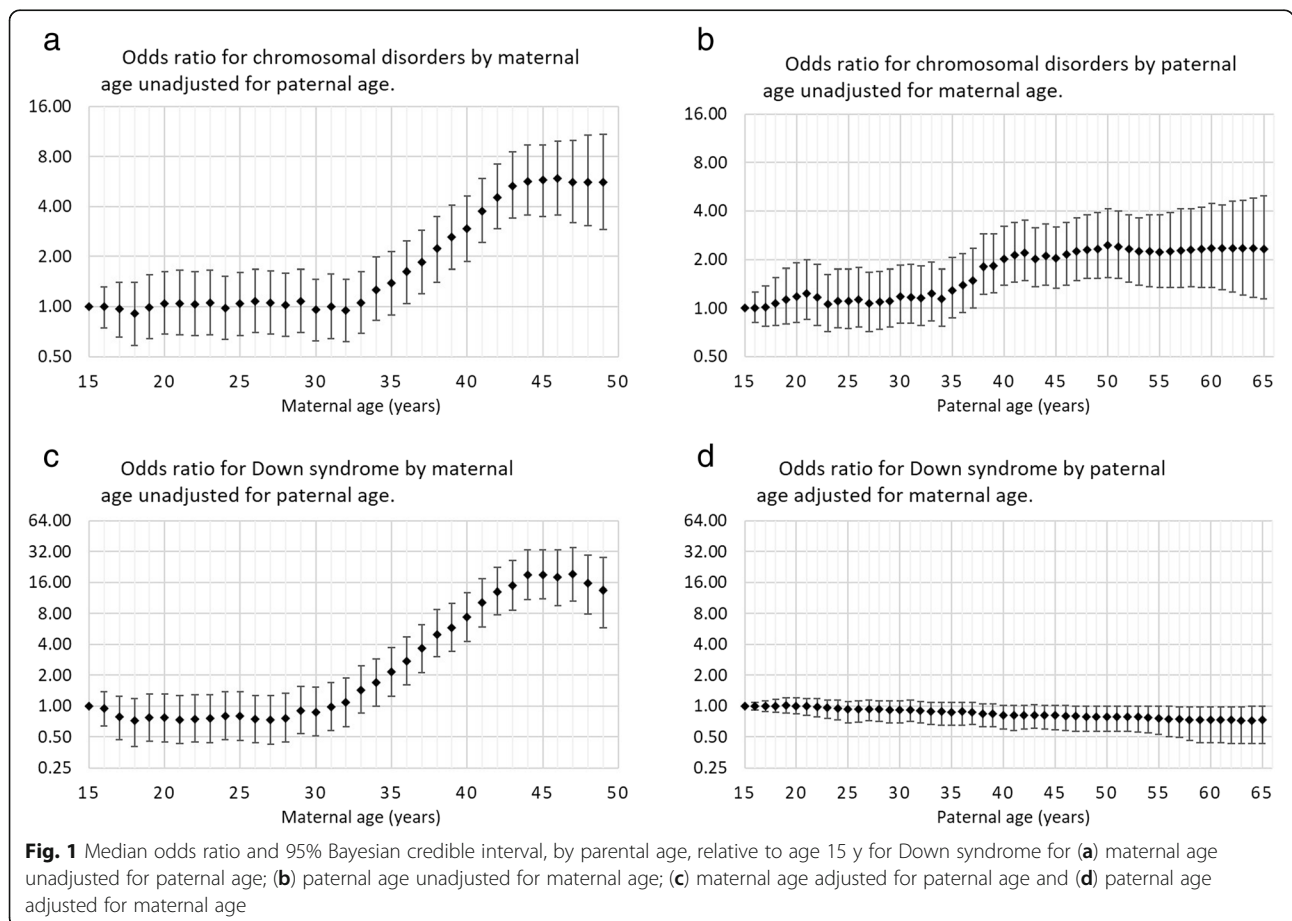 a
Odds ratio for chromosomal disorders by maternal
age unadjusted for paternal age.
16.00
8.00
4.00
2.00
1.00
0.50
15 20 25 30 35 40 45 50
Maternal age (years)
b
Odds ratio for chromosomal disorders by paternal
age unadjusted for maternal age.
16.00
8.00
4.00
2.00
1.00
0.50
15 20 25 30 35 40 45 50 55 60 65
Paternal age (years)
c
Odds ratio for Down syndrome by maternal
age unadjusted for paternal age.
64.00
32.00
16.00
8.00
4.00
2.00
1.00
0.50
0.25
15 20 25 30 35 40 45 50
Maternal age (years)
d
Odds ratio for Down syndrome by paternal
age adjusted for maternal age.
64.00
32.00
16.00
8.00
4.00
2.00
1.00
0.50
0.25
15 20 25 30 35 40 45 50 55 60 65
Paternal age (years)
Fig. 1 Median odds ratio and 95% Bayesian credible interval, by parental age, relative to age 15 y for Down syndrome for (a) maternal age
unadjusted for paternal age; (b) paternal age unadjusted for maternal age; (c) maternal age adjusted for paternal age and (d) paternal age
adjusted for maternal age